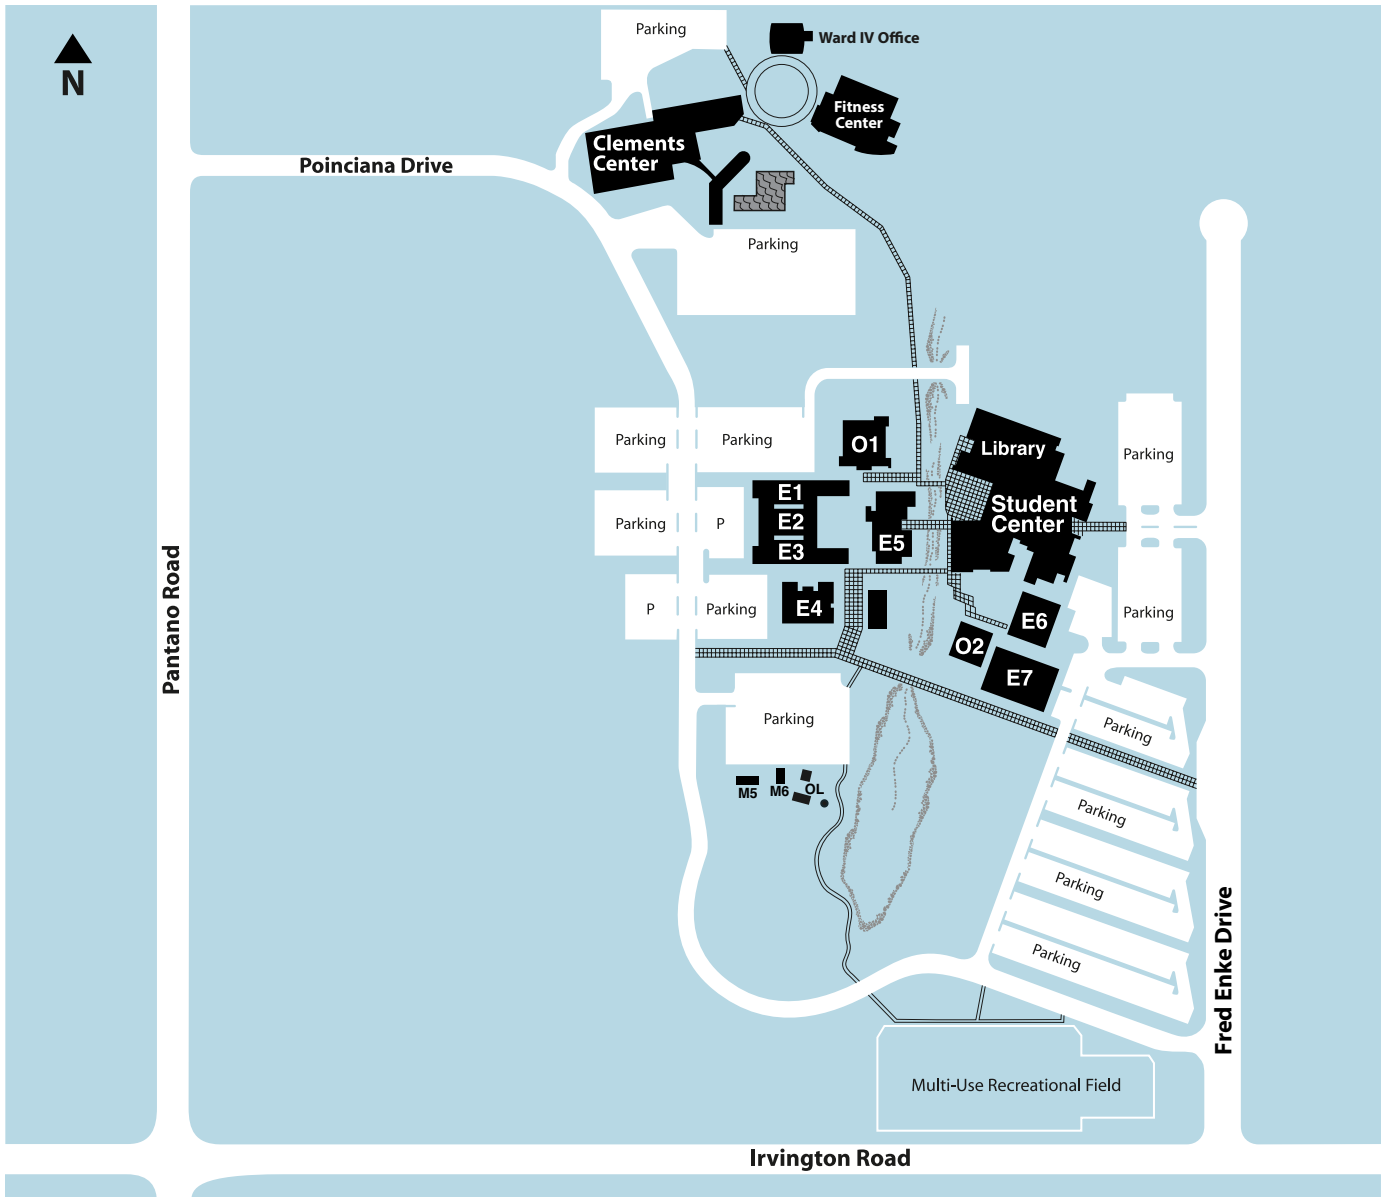 Parking
Ward IV Office
N
Fitness
Center
Clements
Center
Poinciana Drive
Parking
Parking
Parking
O1
Library
Parking
E1
Student
Center
Parking
P
E2
E5
E3
P
Parking
E4
E6
Parking
O2
Pantano Road
E7
Parking
Parking
M5
M6
OL
Parking
Parking
Parking
Fred Enke Drive
Multi-Use Recreational Field
Irvington Road